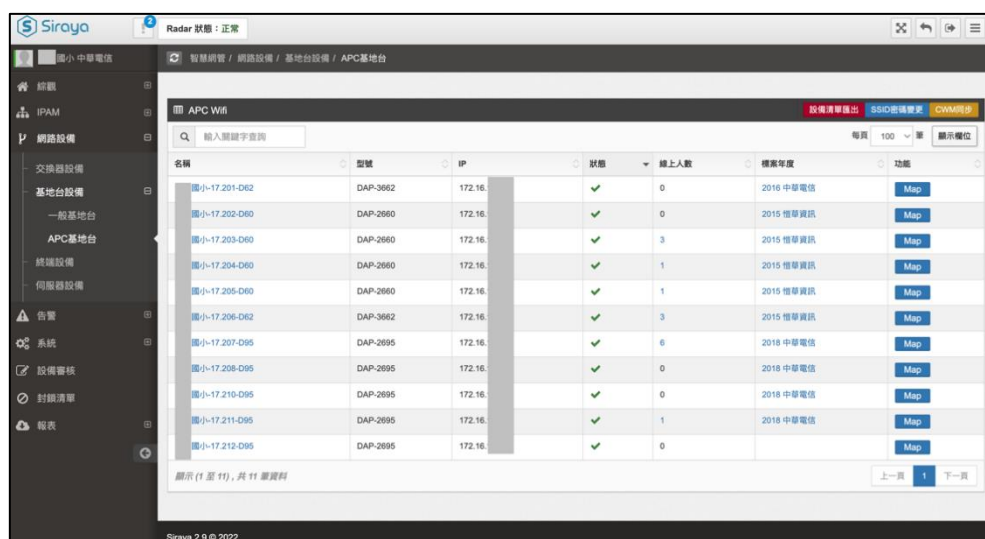 Siraya
2
Radar 狀態：正常
國小 中華電信
智慧網管 / 網路設備 / 基地台設備 / APC基地台
綜觀
IPAM
網路設備
交換器設備
基地台設備
一般基地台
APC基地台
終端設備
伺服器設備
告警
系統
設備審核
封鎖清單
報表
APC Wifi
設備清單匯出 SSID密碼變更 CWM同步
輸入關鍵字查詢
每頁 100 筆 顯示欄位
名稱 型號 IP 狀態 線上人數 標案年度 功能
國小-17.201-D62 DAP-3662 172.16. 0 2016 中華電信 Map
國小-17.202-D60 DAP-2660 172.16. 0 2015 愷華資訊 Map
國小-17.203-D60 DAP-2660 172.16. 3 2015 愷華資訊 Map
國小-17.204-D60 DAP-2660 172.16. 1 2015 愷華資訊 Map
國小-17.205-D60 DAP-2660 172.16. 1 2015 愷華資訊 Map
國小-17.206-D62 DAP-3662 172.16. 3 2015 愷華資訊 Map
國小-17.207-D95 DAP-2695 172.16. 6 2018 中華電信 Map
國小-17.208-D95 DAP-2695 172.16. 0 2018 中華電信 Map
國小-17.210-D95 DAP-2695 172.16. 0 2018 中華電信 Map
國小-17.211-D95 DAP-2695 172.16. 1 2018 中華電信 Map
國小-17.212-D95 DAP-2695 172.16. 0 Map
顯示 (1 至 11) , 共 11 筆資料
上一頁 1 下一頁
Siraya 2.9 © 2022